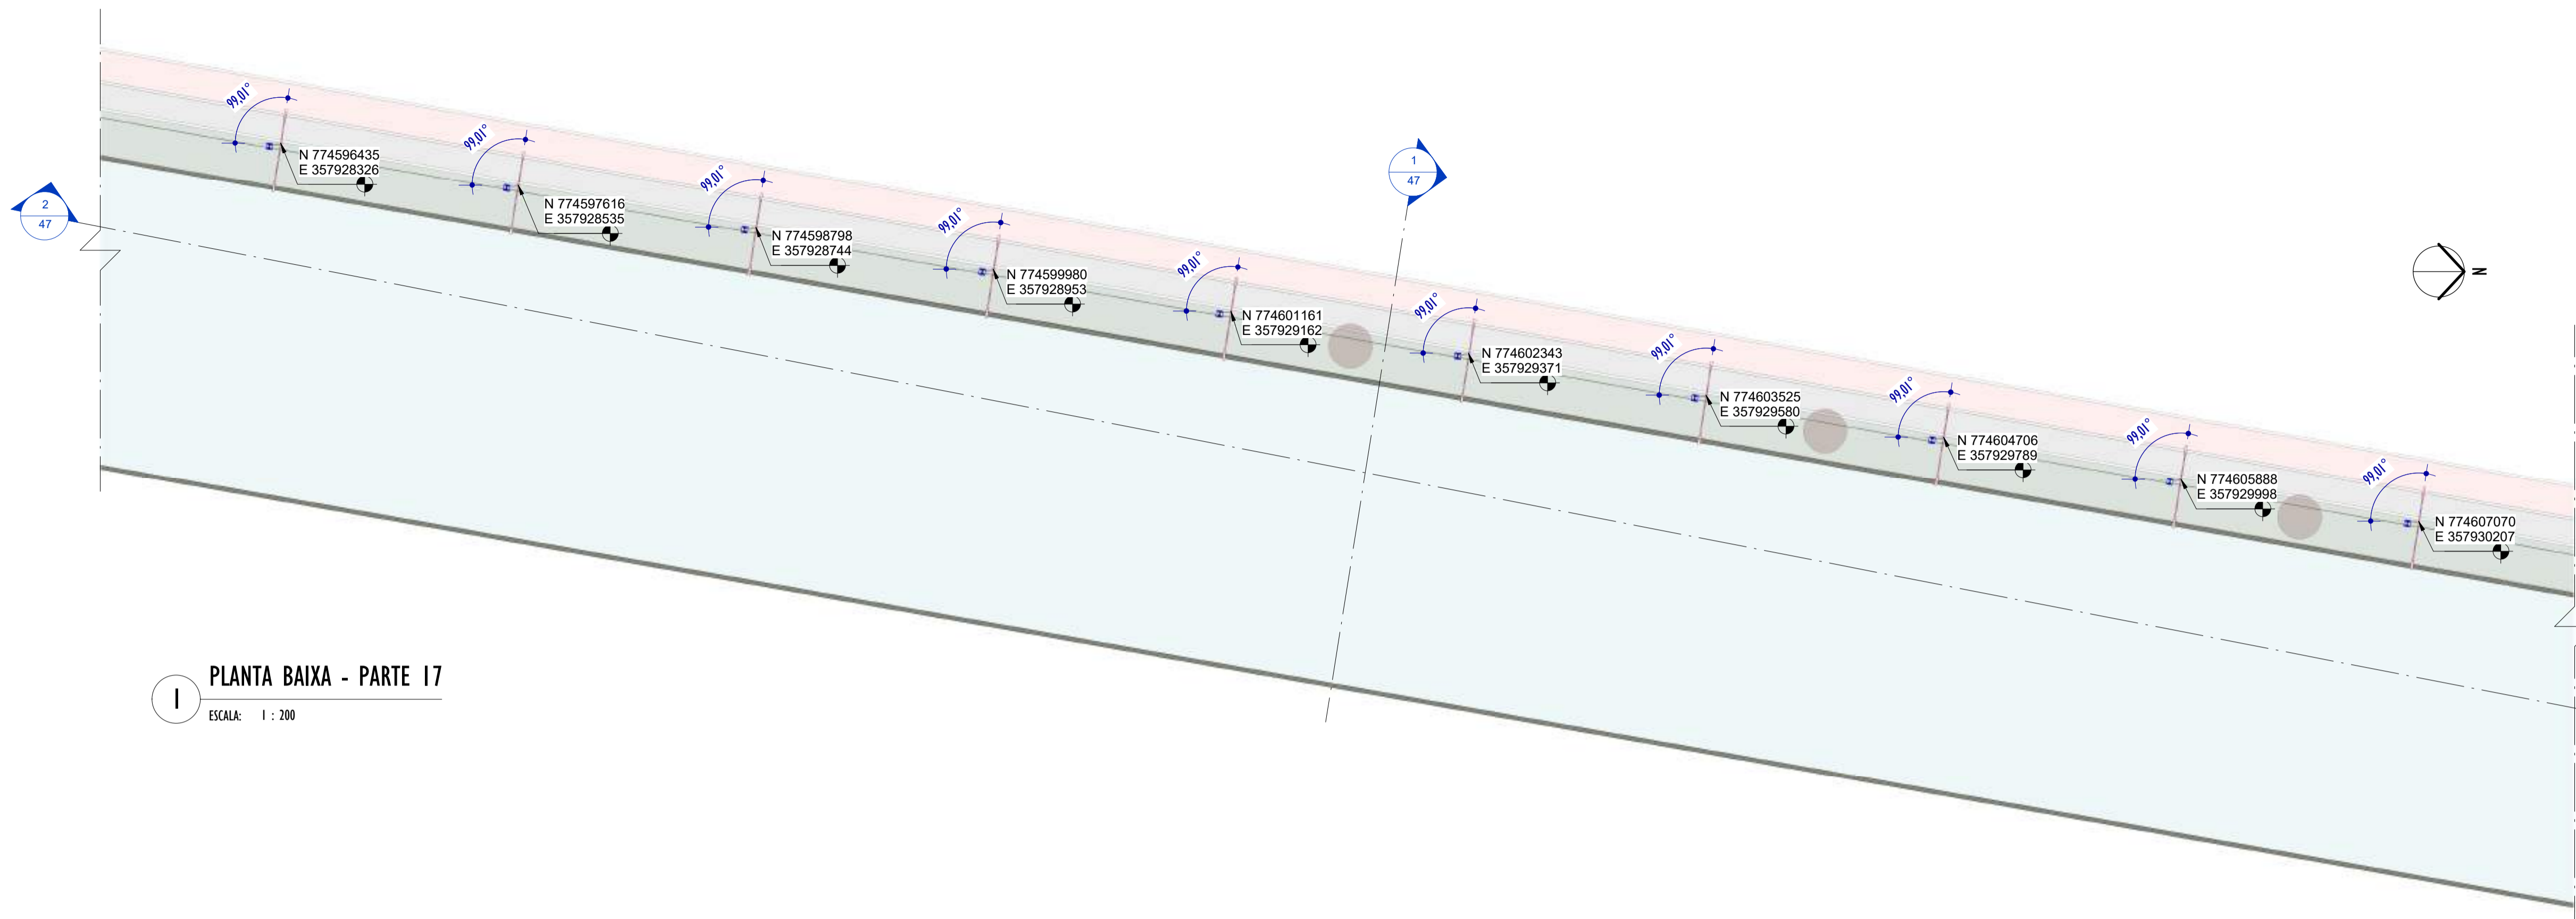 99,01°
N 774596435
E 357928326
99,01°
N 774597616
E 357928535
99,01°
N 774598798
E 357928744
99,01°
N 774599980
E 357928953
99,01°
N 774601161
E 357929162
99,01°
N 774602343
E 357929371
99,01°
N 774603525
E 357929580
99,01°
N 774604706
E 357929789
99,01°
N 774605888
E 357929998
99,01°
N 774607070
E 357930207
1
47
2
47
N
1
PLANTA BAIXA - PARTE 17
ESCALA: 1 : 200